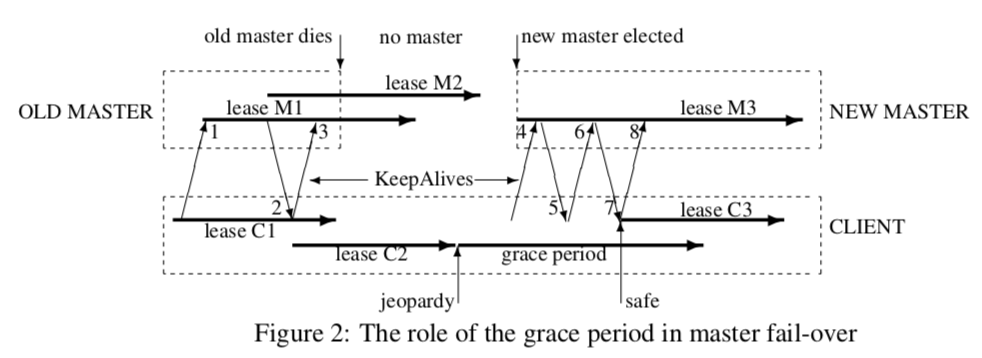 old master dies
no master
new master elected
lease M2
OLD MASTER
lease M1
lease M3
NEW MASTER
1
3
4
6
8
KeepAlives
2
5
7
lease C1
lease C3
CLIENT
lease C2
grace period
jeopardy
safe
Figure 2: The role of the grace period in master fail-over